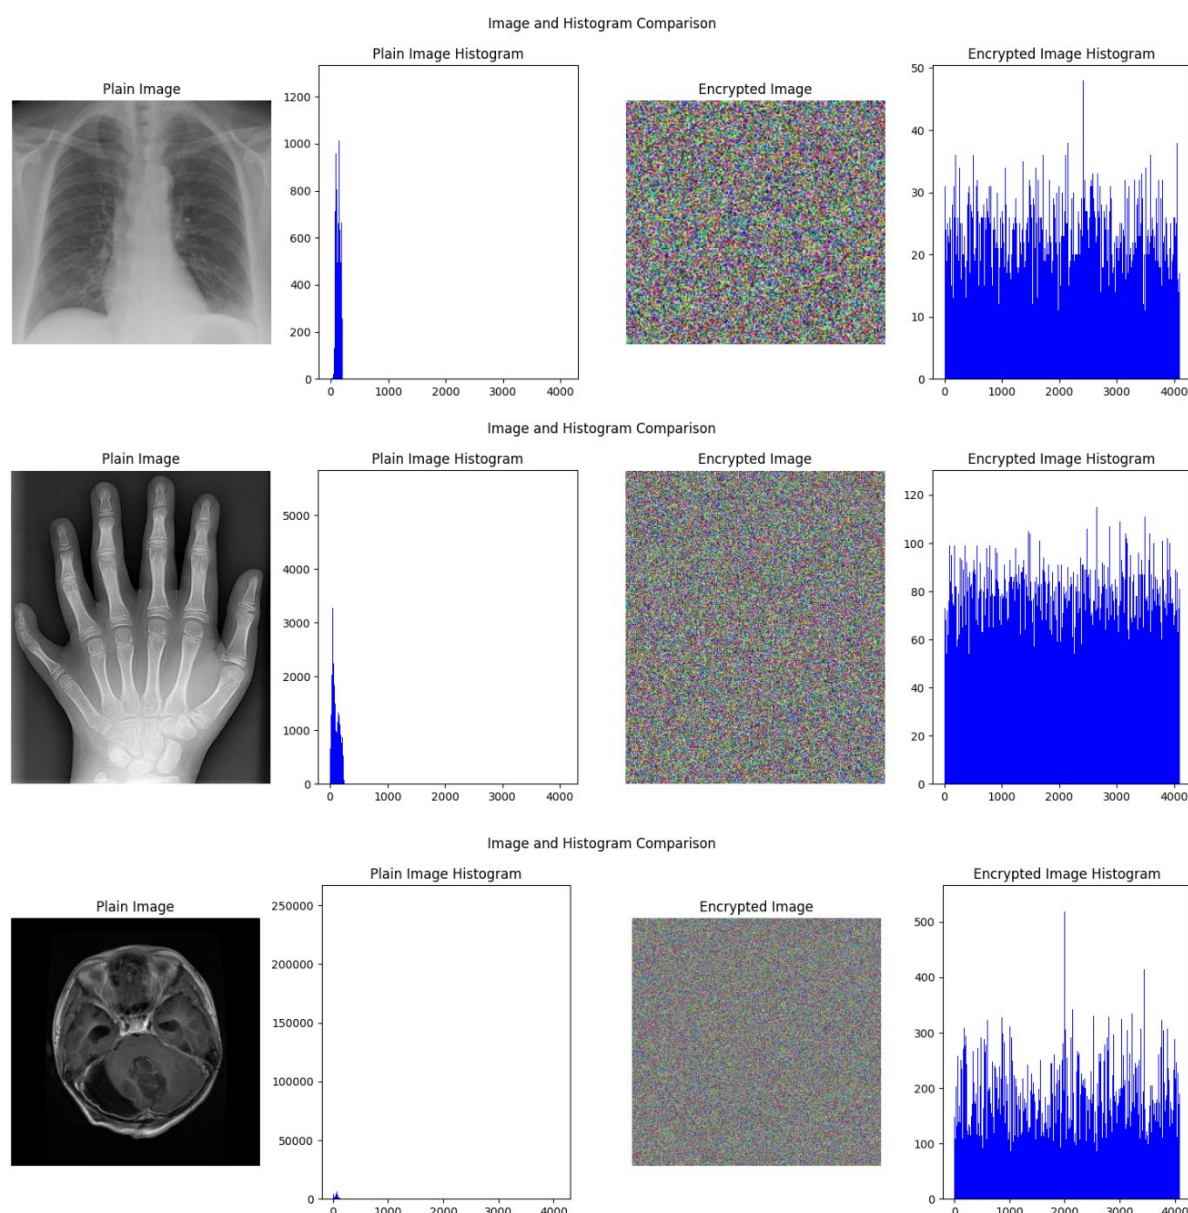 Image and Histogram Comparison
Plain Image
Plain Image Histogram
1200
1000
800
600
400
200
0
0 1000 2000 3000 4000
Encrypted Image
Encrypted Image Histogram
50
40
30
20
10
0
0 1000 2000 3000 4000
Image and Histogram Comparison
Plain Image
Plain Image Histogram
5000
4000
3000
2000
1000
0
0 1000 2000 3000 4000
Encrypted Image
Encrypted Image Histogram
120
100
80
60
40
20
0
0 1000 2000 3000 4000
Image and Histogram Comparison
Plain Image
Plain Image Histogram
250000
200000
150000
100000
50000
0
0 1000 2000 3000 4000
Encrypted Image
Encrypted Image Histogram
500
400
300
200
100
0
0 1000 2000 3000 4000